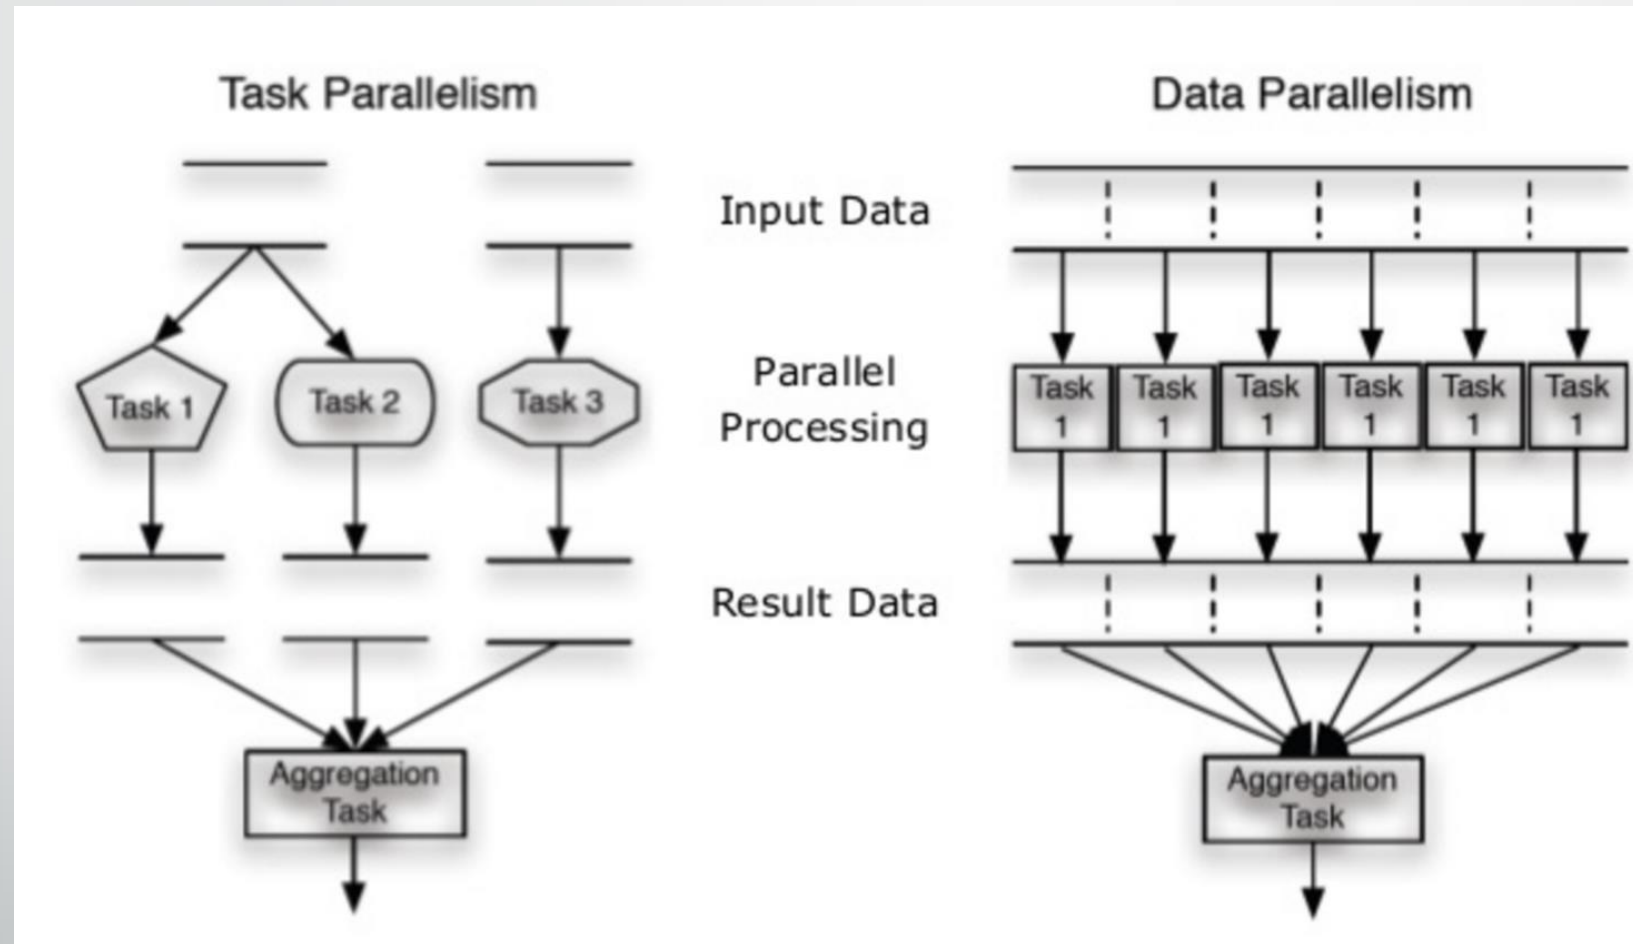 Task Parallelism
Data Parallelism
Input Data
Task 1
Task 2
Task 3
Parallel
Processing
Task
1
Task
1
Task
1
Task
1
Task
1
Task
1
Result Data
Aggregation
Task
Aggregation
Task